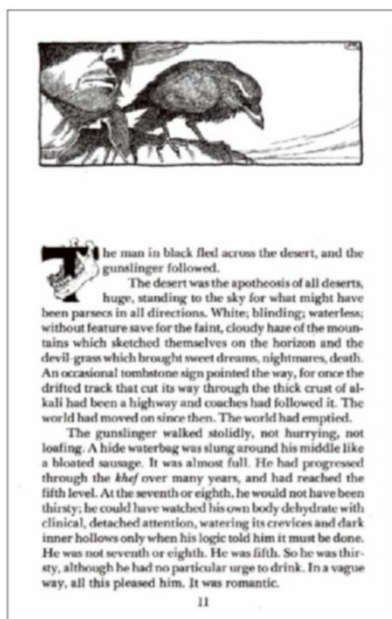 The man in black fled across the desert, and the
gunslinger followed.
The desert was the apotheosis of all deserts,
huge, standing to the sky for what might have
been parsecs in all directions. White; blinding; waterless;
without feature save for the faint, cloudy haze of the moun-
tains which sketched themselves on the horizon and the
devil-grass which brought sweet dreams, nightmares, death.
An occasional tombstone sign pointed the way, for once the
drifted track that cut its way through the thick crust of al-
kali had been a highway and coaches had followed it. The
world had moved on since then. The world had emptied.
The gunslinger walked stolidly, not hurrying, not
loafing. A hide waterbag was slung around his middle like
a bloated sausage. It was almost full. He had progressed
through the khef over many years, and had reached the
fifth level. At the seventh or eighth, he would not have been
thirsty; he could have watched his own body dehydrate with
clinical, detached attention, watering its crevices and dark
inner hollows only when his logic told him it must be done.
He was not seventh or eighth. He was fifth. So he was thir-
sty, although he had no particular urge to drink. In a vague
way, all this pleased him. It was romantic.
11